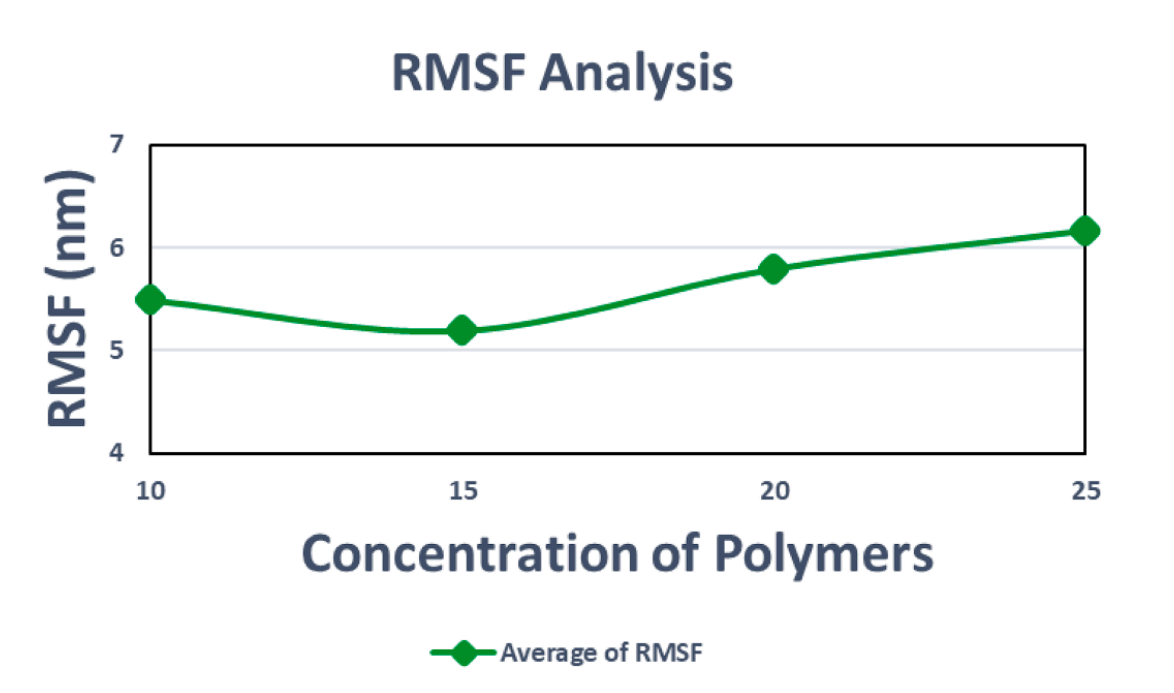 RMSF Analysis
RMSF (nm)
7
6
5
4
10 15 20 25
Concentration of Polymers
Average of RMSF